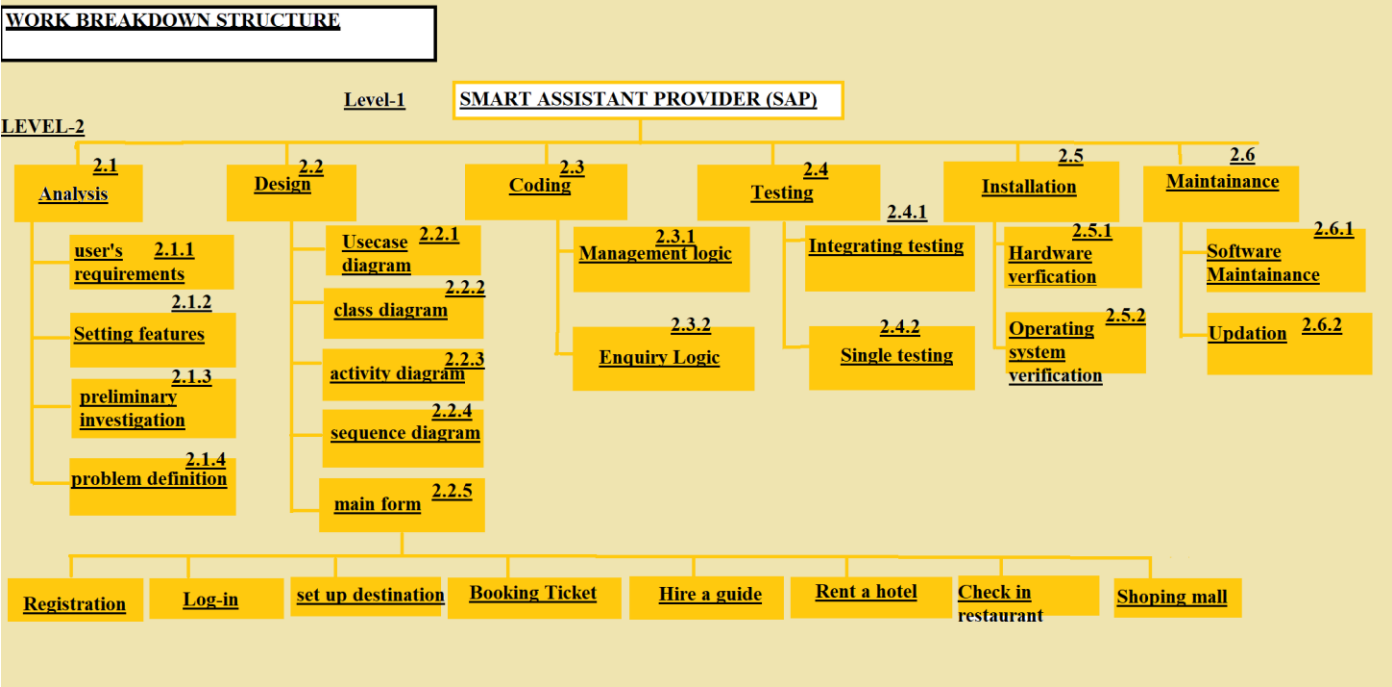 WORK BREAKDOWN STRUCTURE
Level-1
SMART ASSISTANT PROVIDER (SAP)
LEVEL-2
2.1
Analysis
2.2
Design
2.3
Coding
2.4
Testing
2.5
Installation
2.6
Maintainance
user's 2.1.1
requirements
2.1.2
Setting features
2.1.3
preliminary
investigation
2.1.4
problem definition
Usecase 2.2.1
diagram
2.2.2
class diagram
2.2.3
activity diagram
2.2.4
sequence diagram
main form 2.2.5
2.3.1
Management logic
2.3.2
Enquiry Logic
2.4.1
Integrating testing
2.4.2
Single testing
2.5.1
Hardware
verfication
Operating 2.5.2
system
verification
2.6.1
Software
Maintainance
Updation 2.6.2
Registration
Log-in
set up destination
Booking Ticket
Hire a guide
Rent a hotel
Check in
restaurant
Shoping mall